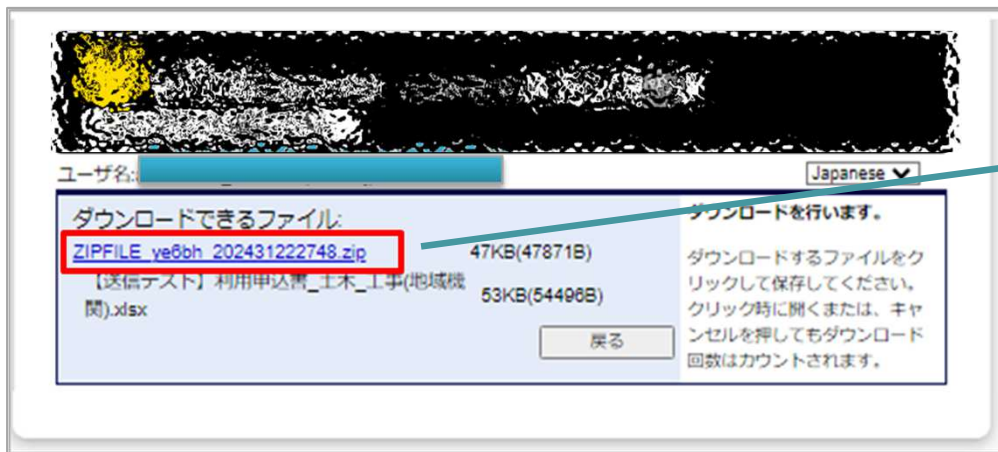 ユーザ名:
Japanese
ダウンロードできるファイル:
ZIPFILE_ye6bh_202431222748.zip 47KB(47871B)
【送信テスト】利用申込書_土木_工事(地域機
関).xlsx 53KB(54496B)
戻る
ダウンロードを行います。
ダウンロードするファイルをク
リックして保存してください。
クリック時に開くまたは、キャ
ンセルを押してもダウンロード
回数はカウントされます。